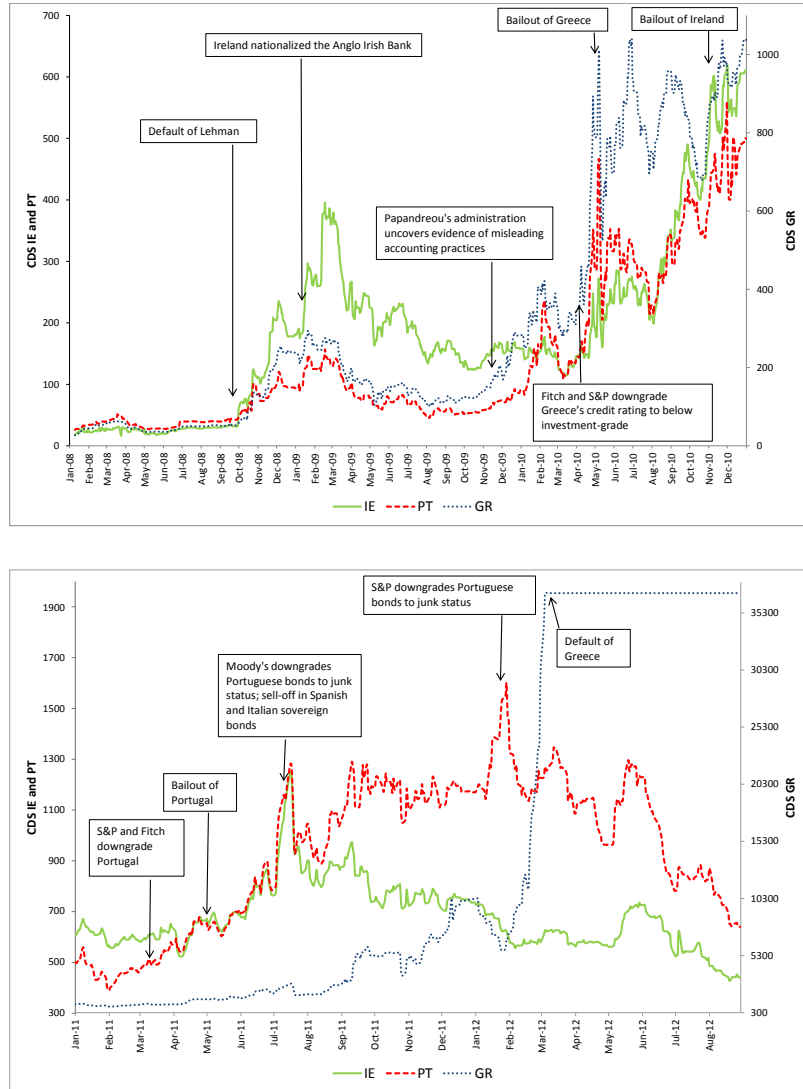 700
600
500
400
300
200
100
0
CDS IE and PT
1000
800
600
400
200
0
CDS GR
Ireland nationalized the Anglo Irish Bank
Default of Lehman
Papandreou's administration
uncovers evidence of misleading
accounting practices
Bailout of Greece
Bailout of Ireland
Fitch and S&P downgrade
Greece's credit rating to below
investment-grade
Jan-08
Feb-08
Mar-08
Apr-08
May-08
Jun-08
Jul-08
Aug-08
Sep-08
Oct-08
Nov-08
Dec-08
Jan-09
Feb-09
Mar-09
Apr-09
May-09
Jun-09
Jul-09
Aug-09
Sep-09
Oct-09
Nov-09
Dec-09
Jan-10
Feb-10
Mar-10
Apr-10
May-10
Jun-10
Jul-10
Aug-10
Sep-10
Oct-10
Nov-10
Dec-10
IE PT GR
1900
1700
1500
1300
1100
900
700
500
300
CDS IE and PT
35300
30300
25300
20300
15300
10300
5300
300
CDS GR
S&P downgrades Portuguese
bonds to junk status
Default of
Greece
Moody's downgrades
Portuguese bonds to junk
status; sell-off in Spanish
and Italian sovereign
bonds
Bailout of
Portugal
S&P and Fitch
downgrade
Portugal
Jan-11
Feb-11
Mar-11
Apr-11
May-11
Jun-11
Jul-11
Aug-11
Sep-11
Oct-11
Nov-11
Dec-11
Jan-12
Feb-12
Mar-12
Apr-12
May-12
Jun-12
Jul-12
Aug-12
IE PT GR